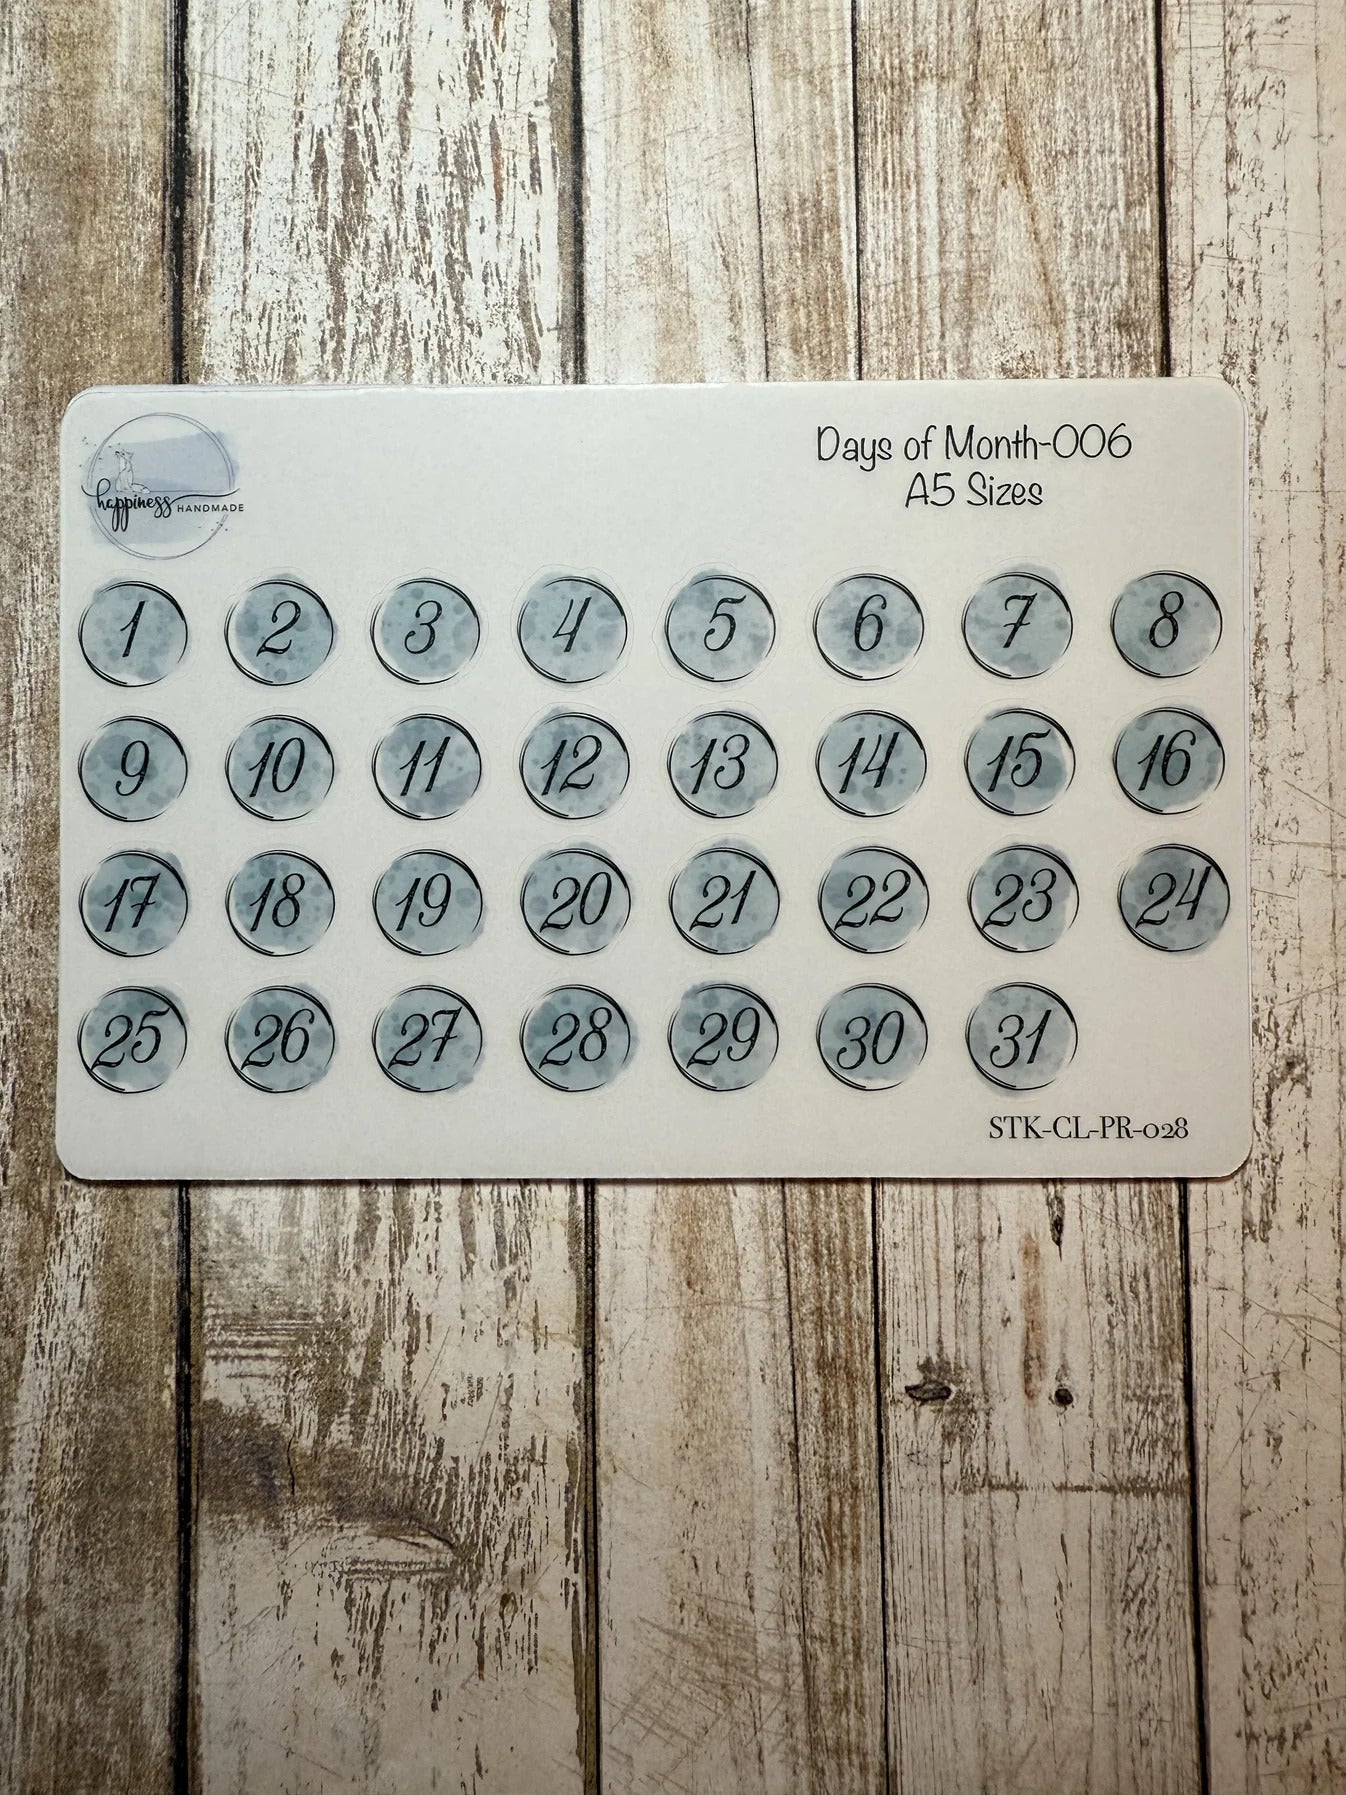 happiness HANDMADE
Days of Month-006
A5 Sizes
1 2 3 4 5 6 7 8
9 10 11 12 13 14 15 16
17 18 19 20 21 22 23 24
25 26 27 28 29 30 31
STK-CL-PR-028